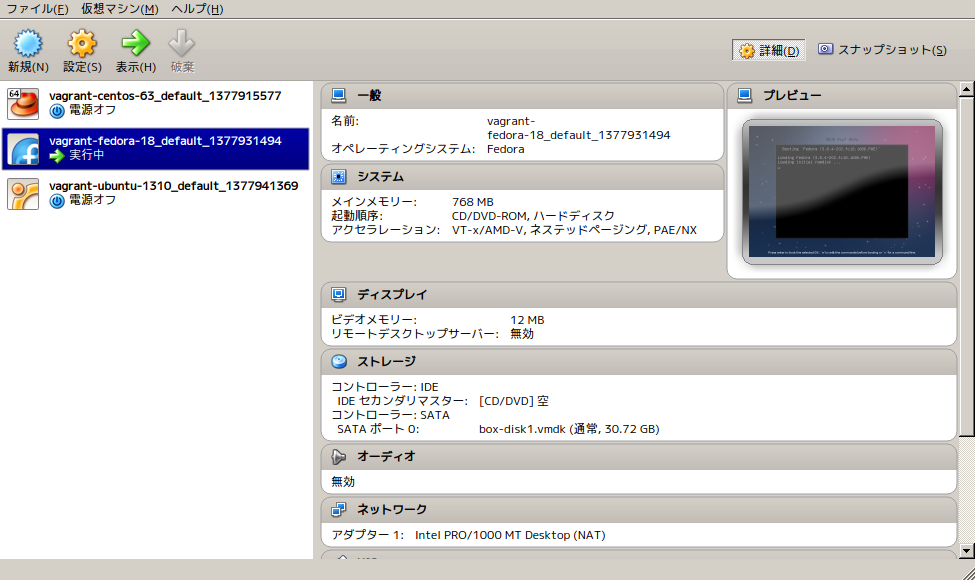 ファイル(F) 仮想マシン(M) ヘルプ(H)
新規(N) 設定(S) 表示(H) 破棄
詳細(D) スナップショット(S)
64
vagrant-centos-63_default_1377915577
電源オフ
vagrant-fedora-18_default_1377931494
実行中
vagrant-ubuntu-1310_default_1377941369
電源オフ
一般
名前: vagrant-
fedora-18_default_1377931494
オペレーティングシステム: Fedora
システム
メインメモリー: 768 MB
起動順序: CD/DVD-ROM, ハードディスク
アクセラレーション: VT-x/AMD-V, ネステッドページング, PAE/NX
プレビュー
ディスプレイ
ビデオメモリー: 12 MB
リモートデスクトップサーバー: 無効
ストレージ
コントローラー: IDE
IDE セカンダリマスター: [CD/DVD] 空
コントローラー: SATA
SATA ポート 0: box-disk1.vmdk (通常, 30.72 GB)
オーディオ
無効
ネットワーク
アダプター 1: Intel PRO/1000 MT Desktop (NAT)